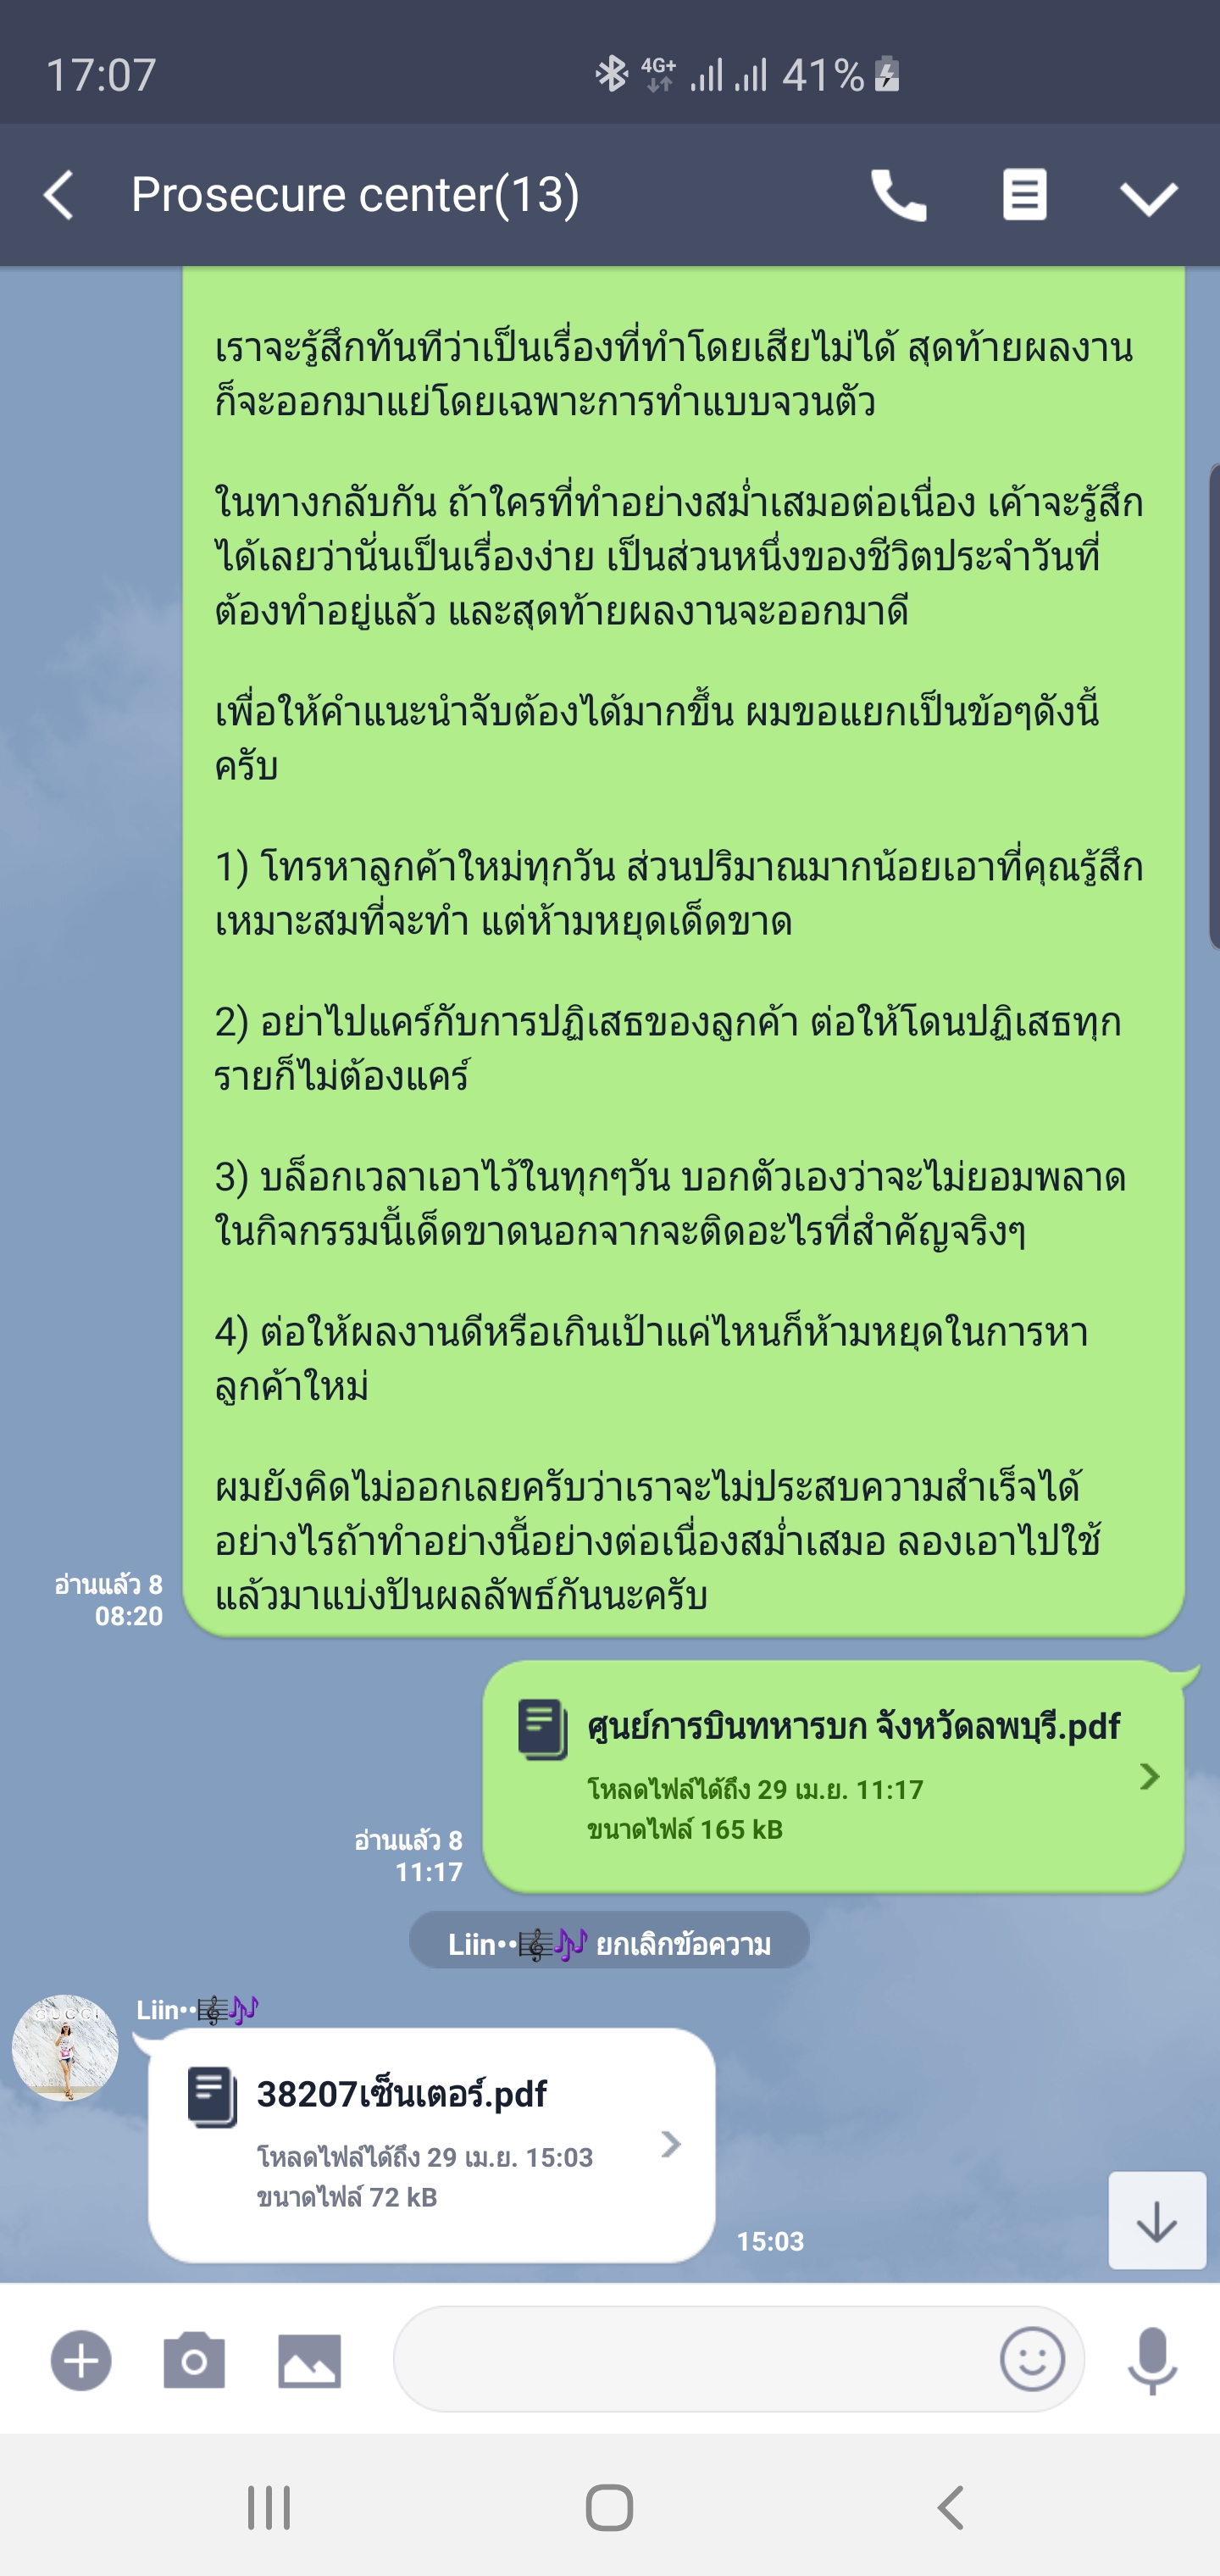 17:07
4G+ 41%
Prosecure center(13)
เราจะรู้สึกทันทีว่าเป็นเรื่องที่ทำโดยเสียไม่ได้ สุดท้ายผลงาน
ก็จะออกมาแย่โดยเฉพาะการทำแบบจวนตัว
ในทางกลับกัน ถ้าใครที่ทำอย่างสม่ำเสมอต่อเนื่อง เค้าจะรู้สึก
ได้เลยว่านั่นเป็นเรื่องง่าย เป็นส่วนหนึ่งของชีวิตประจำวันที่
ต้องทำอยู่แล้ว และสุดท้ายผลงานจะออกมาดี
เพื่อให้คำแนะนำจับต้องได้มากขึ้น ผมขอแยกเป็นข้อๆดังนี้
ครับ
1) โทรหาลูกค้าใหม่ทุกวัน ส่วนปริมาณมากน้อยเอาที่คุณรู้สึก
เหมาะสมที่จะทำ แต่ห้ามหยุดเด็ดขาด
2) อย่าไปแคร์กับการปฏิเสธของลูกค้า ต่อให้โดนปฏิเสธทุก
รายก็ไม่ต้องแคร์
3) บล็อกเวลาเอาไว้ในทุกๆวัน บอกตัวเองว่าจะไม่ยอมพลาด
ในกิจกรรมนี้เด็ดขาดนอกจากจะติดอะไรที่สำคัญจริงๆ
4) ต่อให้ผลงานดีหรือเกินเป้าแค่ไหนก็ห้ามหยุดในการหา
ลูกค้าใหม่
ผมยังคิดไม่ออกเลยครับว่าเราจะไม่ประสบความสำเร็จได้
อย่างไรถ้าทำอย่างนี้อย่างต่อเนื่องสม่ำเสมอ ลองเอาไปใช้
แล้วมาแบ่งปันผลลัพธ์กันนะครับ
อ่านแล้ว 8
08:20
ศูนย์การบินทหารบก จังหวัดลพบุรี.pdf
โหลดไฟล์ได้ถึง 29 เม.ย. 11:17
ขนาดไฟล์ 165 kB
อ่านแล้ว 8
11:17
Liin••🎼🎶 ยกเลิกข้อความ
GUCCI
Liin••🎼🎶
38207เซ็นเตอร์.pdf
โหลดไฟล์ได้ถึง 29 เม.ย. 15:03
ขนาดไฟล์ 72 kB
15:03